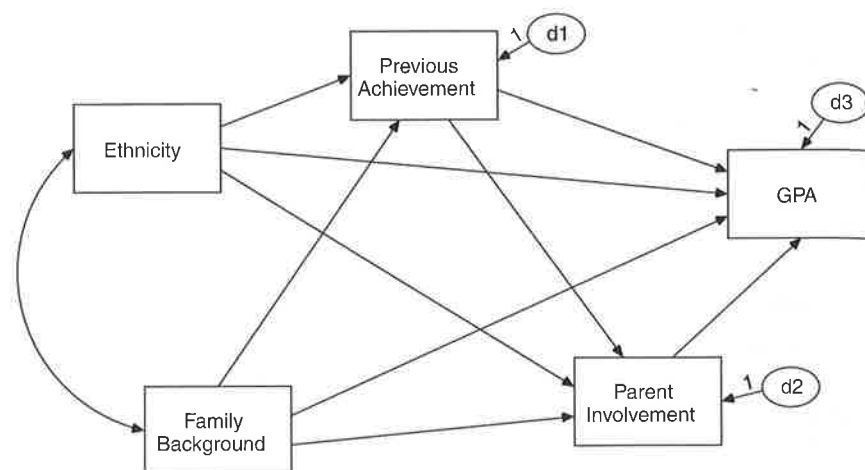 1
d1
Previous
Achievement
d3
1
Ethnicity
GPA
Parent
Involvement
1
d2
Family
Background